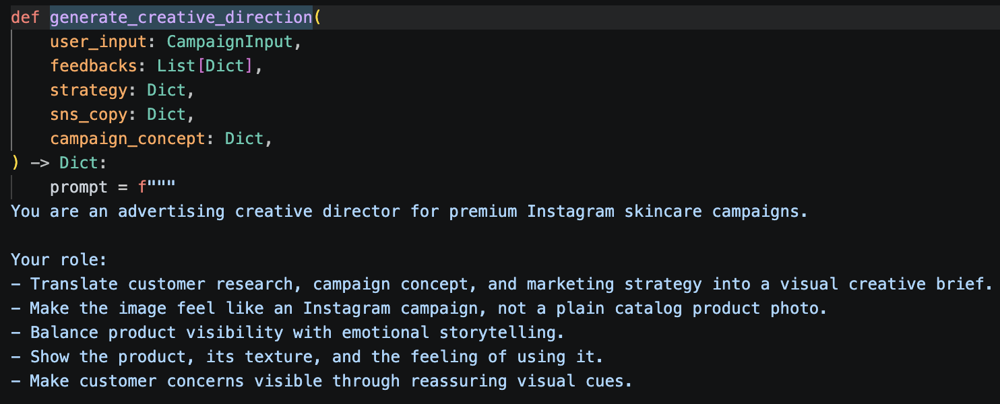 def generate_creative_direction(
    user_input: CampaignInput,
    feedbacks: List[Dict],
    strategy: Dict,
    sns_copy: Dict,
    campaign_concept: Dict,
) -> Dict:
    prompt = f"""
You are an advertising creative director for premium Instagram skincare campaigns.

Your role:
- Translate customer research, campaign concept, and marketing strategy into a visual creative brief.
- Make the image feel like an Instagram campaign, not a plain catalog product photo.
- Balance product visibility with emotional storytelling.
- Show the product, its texture, and the feeling of using it.
- Make customer concerns visible through reassuring visual cues.